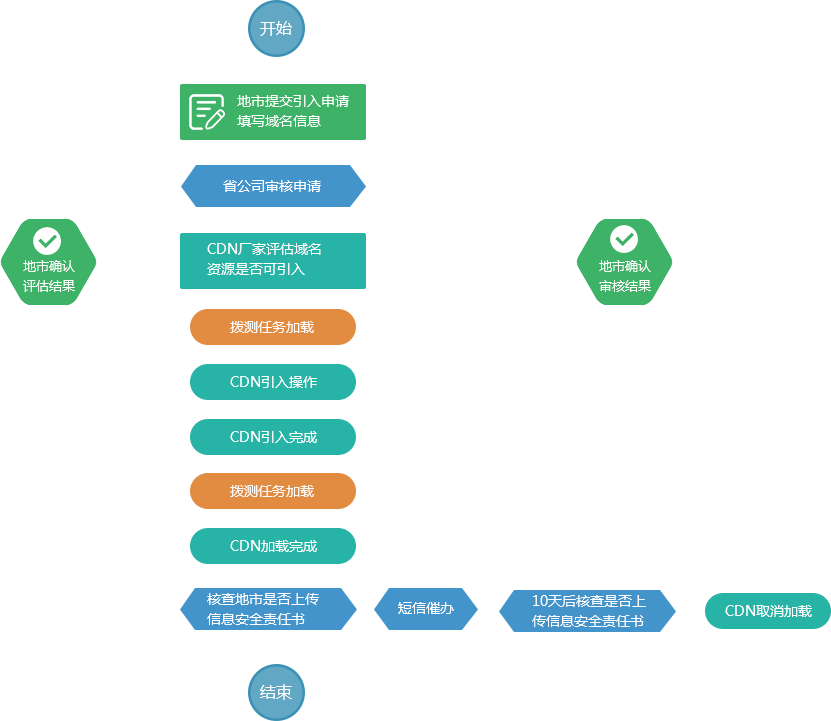 开始
地市提交引入申请
填写域名信息
省公司审核申请
地市确认
评估结果
CDN厂家评估域名
资源是否可引入
地市确认
审核结果
拨测任务加载
CDN引入操作
CDN引入完成
拨测任务加载
CDN加载完成
核查地市是否上传
信息安全责任书
短信催办
10天后核查是否上
传信息安全责任书
CDN取消加载
结束